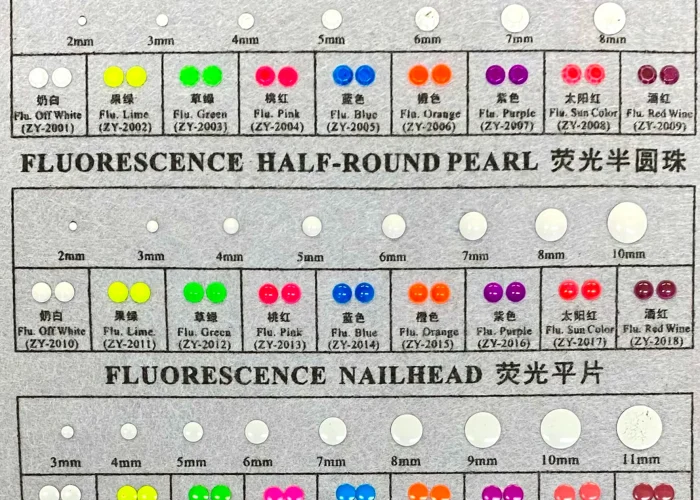 2mm 3mm 4mm 5mm 6mm 7mm 8mm
奶白 果绿 草绿 桃红 蓝色 橙色 紫色 太阳红 酒红
Flu. Off White Flu. Lime Flu. Green Flu. Pink Flu. Blue Flu. Orange Flu. Purple Flu. Sun Color Flu. Red Wine
(ZY-2001) (ZY-2002) (ZY-2003) (ZY-2004) (ZY-2005) (ZY-2006) (ZY-2007) (ZY-2008) (ZY-2009)
FLUORESCENCE HALF-ROUND PEARL 荧光半圆珠
2mm 3mm 4mm 5mm 6mm 7mm 8mm 10mm
奶白 果绿 草绿 桃红 蓝色 橙色 紫色 太阳红 酒红
Flu. Off White Flu. Lime. Flu. Green Flu. Pink Flu. Blue Flu. Orange Flu. Purple Flu. Sun Color Flu. Red Wine
(ZY-2010) (ZY-2011) (ZY-2012) (ZY-2013) (ZY-2014) (ZY-2015) (ZY-2016) (ZY-2017) (ZY-2018)
FLUORESCENCE NAILHEAD 荧光平片
3mm 4mm 5mm 6mm 7mm 8mm 9mm 10mm 11mm